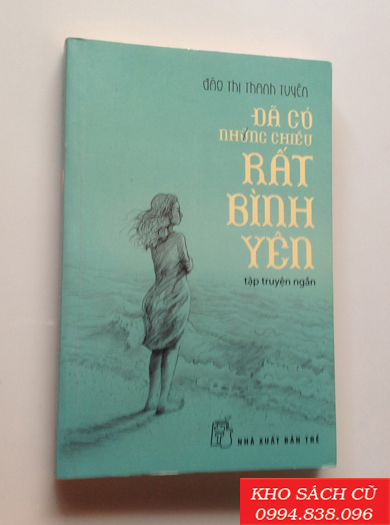 ĐÀO THỊ THANH TUYỀN
ĐÃ CÓ
NHỮNG CHIỀU
RẤT
BÌNH
YÊN
tập truyện ngắn
NHÀ XUẤT BẢN TRẺ
KHO SÁCH CŨ
0994.838.096